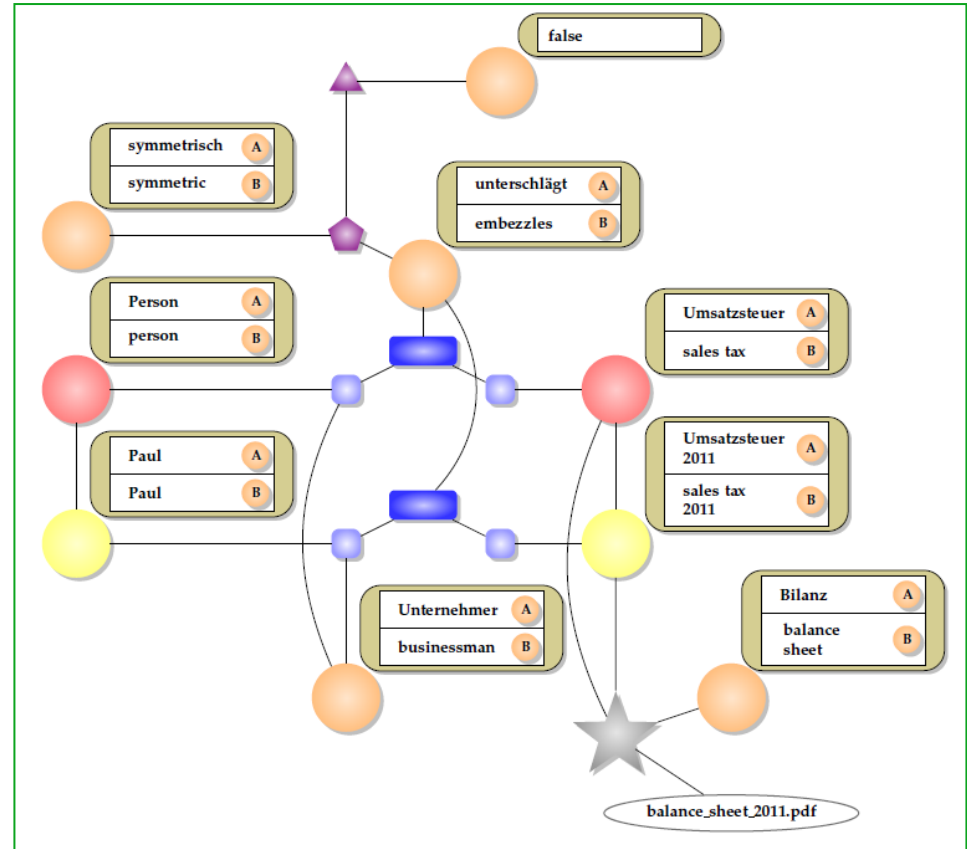 false
symmetrisch A
symmetric B
unterschlägt A
embezzles B
Person A
person B
Umsatzsteuer A
sales tax B
Paul A
Paul B
Umsatzsteuer
2011 A
sales tax
2011 B
Unternehmer A
businessman B
Bilanz A
balance
sheet B
balance_sheet_2011.pdf